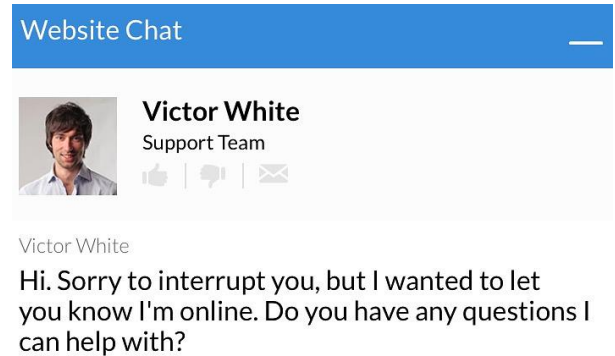 Website Chat
Victor White
Support Team
Victor White
Hi. Sorry to interrupt you, but I wanted to let
you know I'm online. Do you have any questions I
can help with?